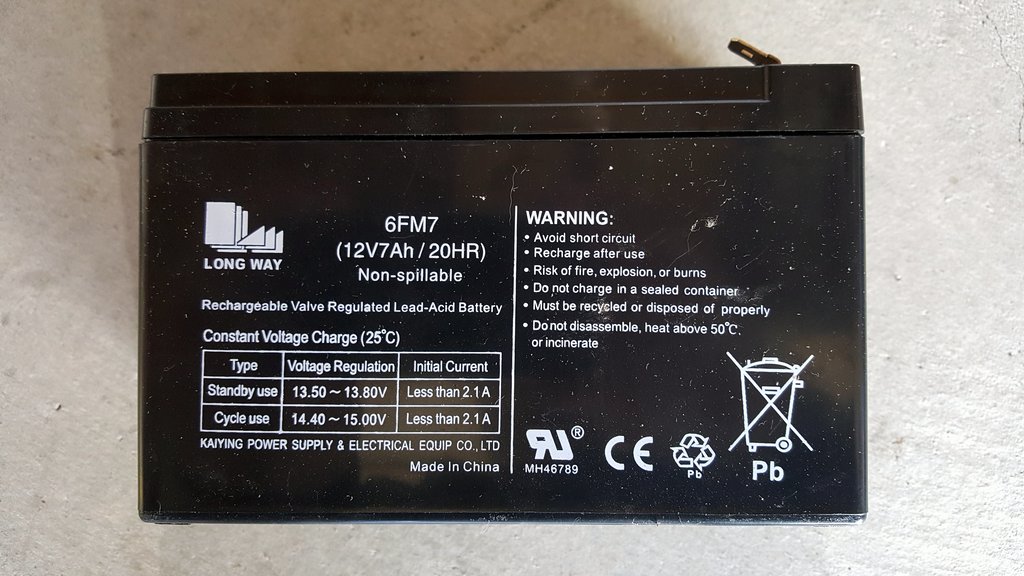 LONG WAY
6FM7
(12V7Ah / 20HR)
Non-spillable
Rechargeable Valve Regulated Lead-Acid Battery
Constant Voltage Charge (25°C)
Type Voltage Regulation Initial Current
Standby use 13.50 ~ 13.80V Less than 2.1 A
Cycle use 14.40 ~ 15.00V Less than 2.1 A
KAIYING POWER SUPPLY & ELECTRICAL EQUIP CO., LTD
Made In China
WARNING:
• Avoid short circuit
• Recharge after use
• Risk of fire, explosion, or burns
• Do not charge in a sealed container
• Must be recycled or disposed of properly
• Do not disassemble, heat above 50°C,
or incinerate
RU®
MH46789
CE
Pb
Pb